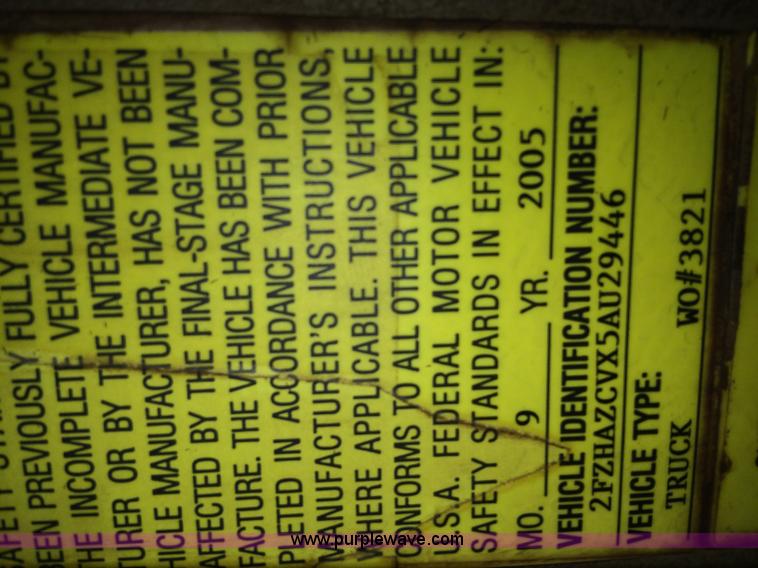 FULLY CERTIFIED
BEEN PREVIOUSLY
THE INCOMPLETE VEHICLE MANUFAC-
TURER OR BY THE INTERMEDIATE VE-
HICLE MANUFACTURER, HAS NOT BEEN
AFFECTED BY THE FINAL-STAGE MANU-
FACTURE. THE VEHICLE HAS BEEN COM-
PLETED IN ACCORDANCE WITH PRIOR
MANUFACTURER'S INSTRUCTIONS,
WHERE APPLICABLE. THIS VEHICLE
CONFORMS TO ALL OTHER APPLICABLE
U.S.A. FEDERAL MOTOR VEHICLE
SAFETY STANDARDS IN EFFECT IN:
MO. 9 YR. 2005
VEHICLE IDENTIFICATION NUMBER:
2FZHAZCVX5AU29446
VEHICLE TYPE:
TRUCK WO#3821
www.purplewave.com